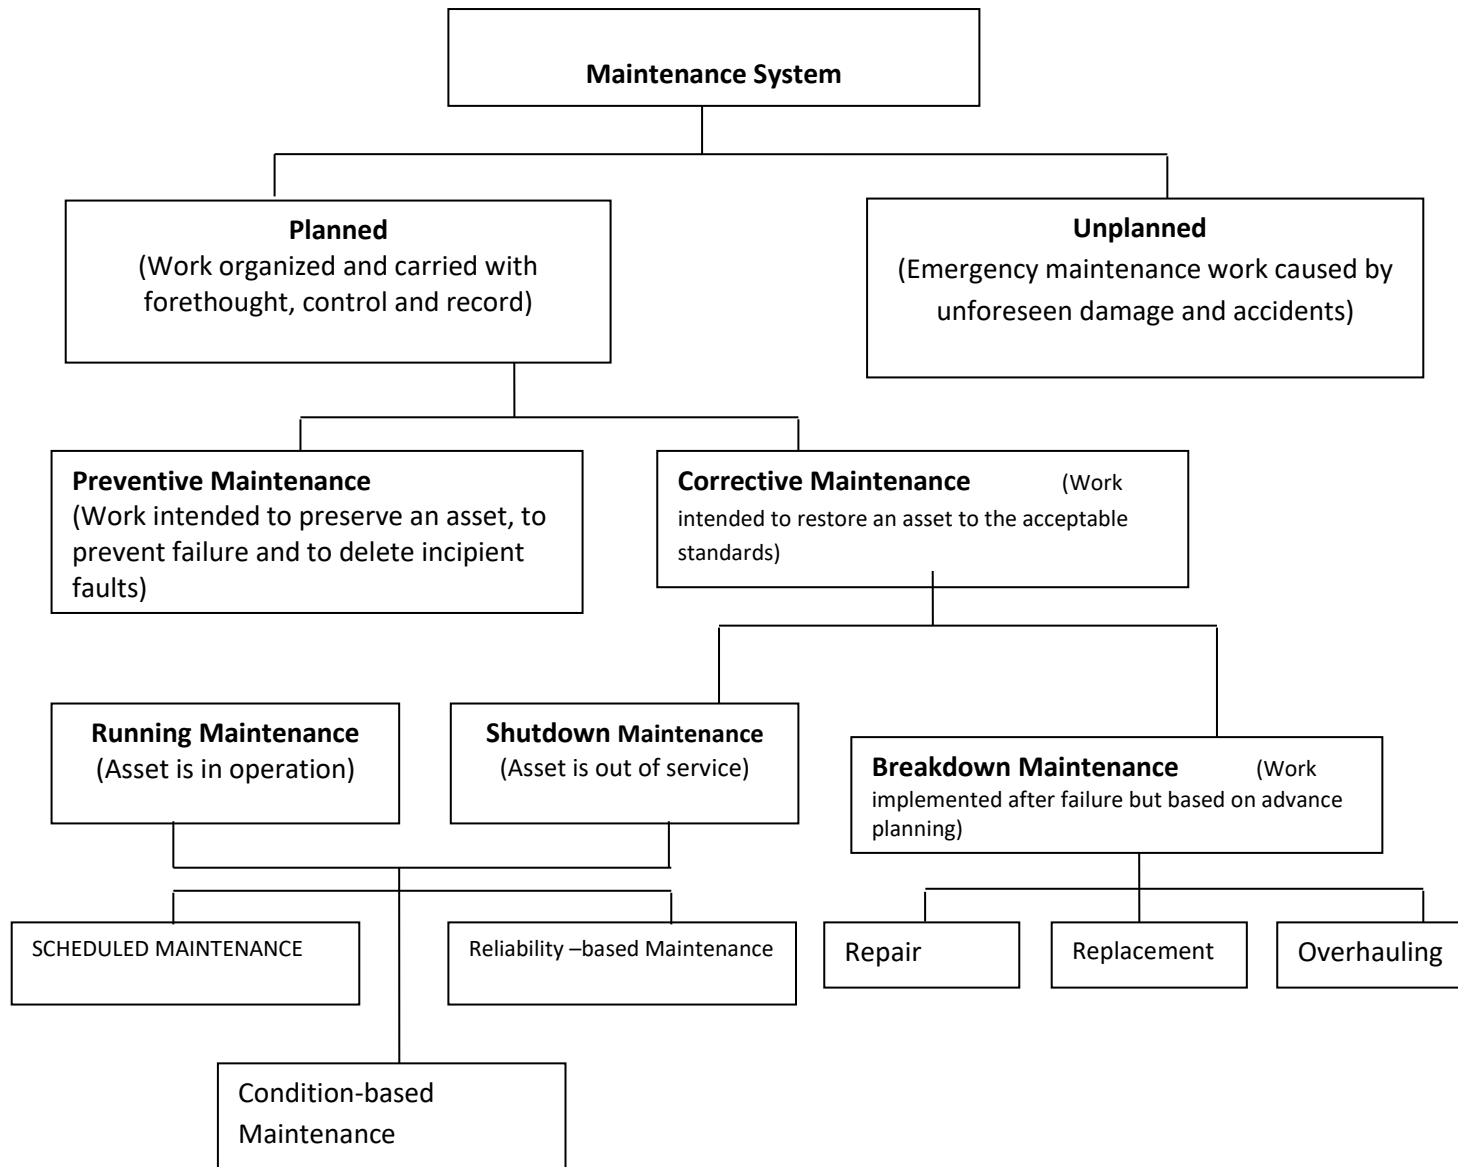 Maintenance System
Planned
(Work organized and carried with
forethought, control and record)
Unplanned
(Emergency maintenance work caused by
unforeseen damage and accidents)
Preventive Maintenance
(Work intended to preserve an asset, to
prevent failure and to delete incipient
faults)
Corrective Maintenance (Work
intended to restore an asset to the acceptable
standards)
Running Maintenance
(Asset is in operation)
Shutdown Maintenance
(Asset is out of service)
Breakdown Maintenance (Work
implemented after failure but based on advance
planning)
SCHEDULED MAINTENANCE
Reliability –based Maintenance
Repair
Replacement
Overhauling
Condition-based
Maintenance